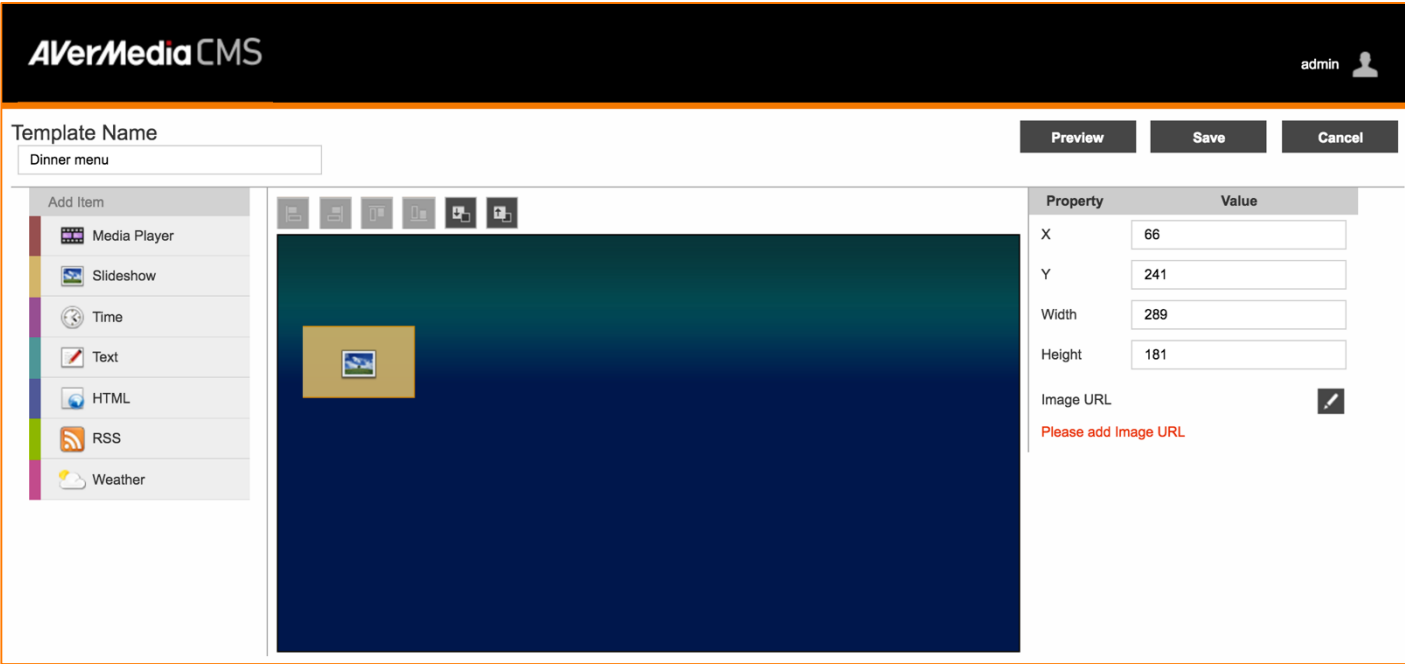 AVerMedia CMS
admin
Template Name
Preview
Save
Cancel
Dinner menu
Add Item
Media Player
Slideshow
Time
Text
HTML
RSS
Weather
Property Value
X 66
Y 241
Width 289
Height 181
Image URL
Please add Image URL